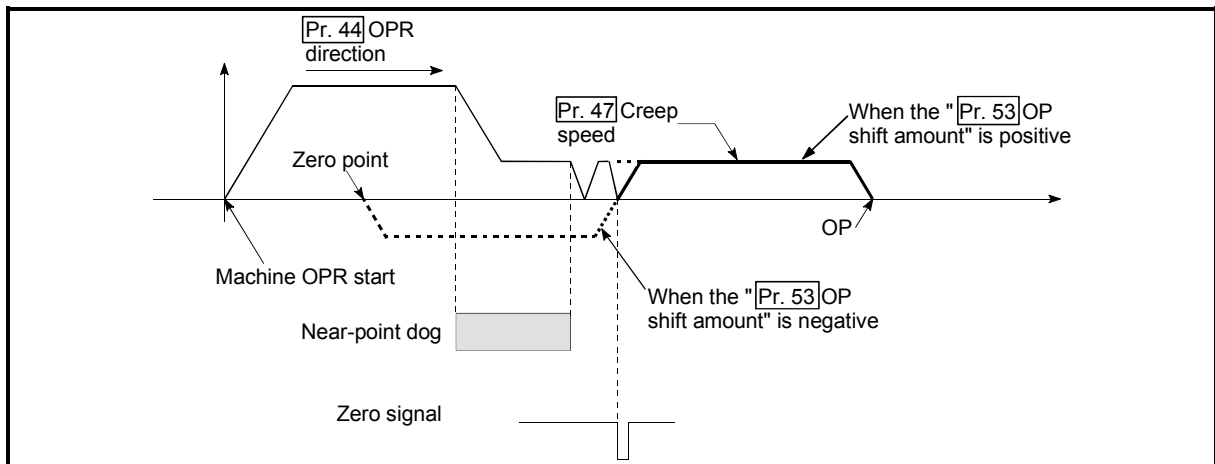 Pr. 44 OPR
direction
Pr. 47 Creep
speed
When the " Pr. 53 OP
shift amount" is positive
Zero point
OP
Machine OPR start
When the " Pr. 53 OP
shift amount" is negative
Near-point dog
Zero signal